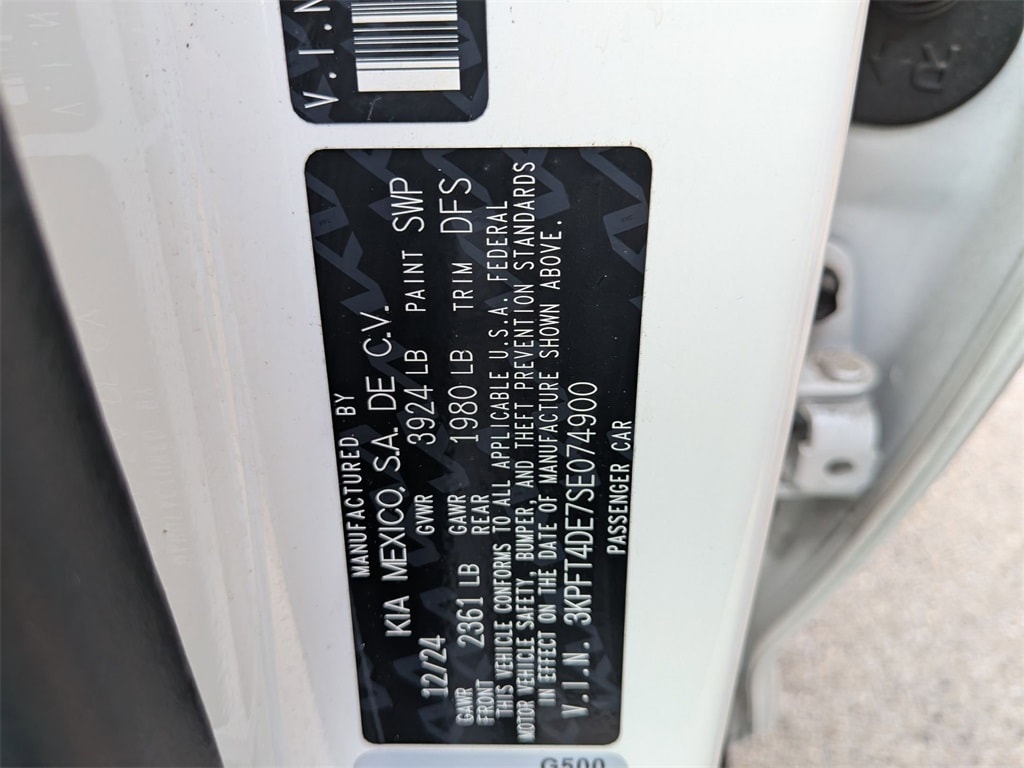 V.I.N
MANUFACTURED BY
KIA MEXICO, S.A. DE C.V.
12/24 GVWR 3924 LB PAINT SWP
GAWR FRONT 2361 LB GAWR REAR 1980 LB TRIM DFS
THIS VEHICLE CONFORMS TO ALL APPLICABLE U.S.A. FEDERAL
MOTOR VEHICLE SAFETY, BUMPER, AND THEFT PREVENTION STANDARDS
IN EFFECT ON THE DATE OF MANUFACTURE SHOWN ABOVE.
V.I.N. 3KPFT4DE7SE074900
PASSENGER CAR
G500
R